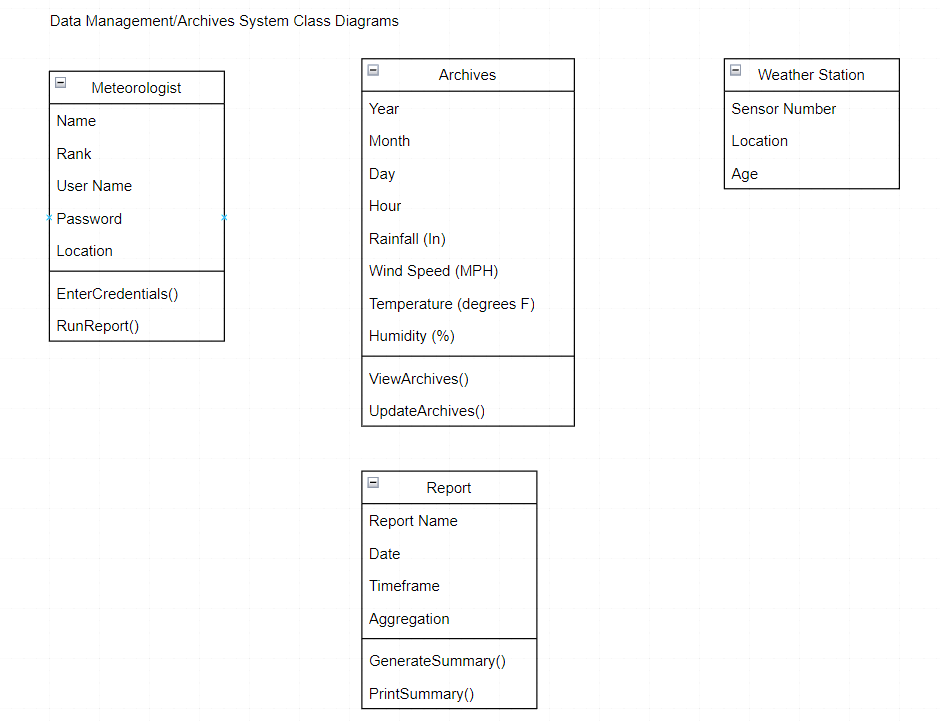 Data Management/Archives System Class Diagrams
Meteorologist
Name
Rank
User Name
Password
Location
EnterCredentials()
RunReport()
Archives
Year
Month
Day
Hour
Rainfall (In)
Wind Speed (MPH)
Temperature (degrees F)
Humidity (%)
ViewArchives()
UpdateArchives()
Weather Station
Sensor Number
Location
Age
Report
Report Name
Date
Timeframe
Aggregation
GenerateSummary()
PrintSummary()